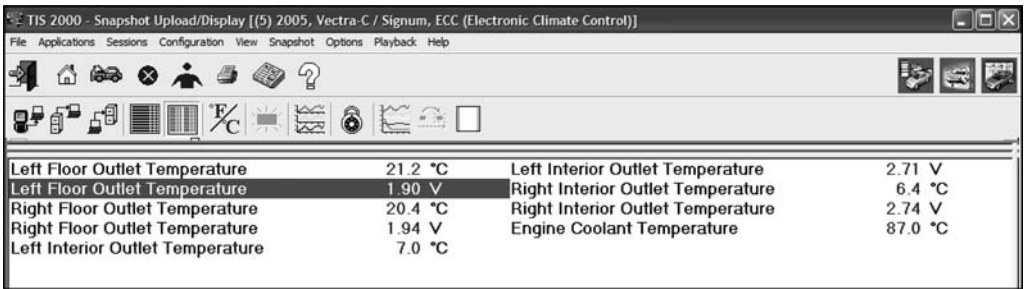 TIS 2000 - Snapshot Upload/Display [(5) 2005, Vectra-C / Signum, ECC (Electronic Climate Control)]
File Applications Sessions Configuration View Snapshot Options Playback Help
°F/°C
Left Floor Outlet Temperature 21.2 °C
Left Floor Outlet Temperature 1.90 V
Right Floor Outlet Temperature 20.4 °C
Right Floor Outlet Temperature 1.94 V
Left Interior Outlet Temperature 7.0 °C
Left Interior Outlet Temperature 2.71 V
Right Interior Outlet Temperature 6.4 °C
Right Interior Outlet Temperature 2.74 V
Engine Coolant Temperature 87.0 °C